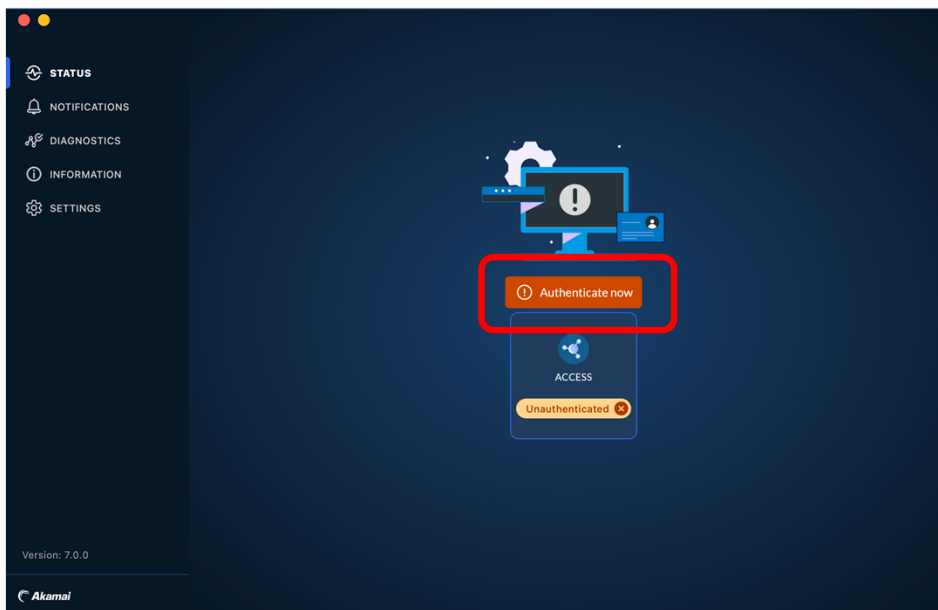 STATUS
NOTIFICATIONS
DIAGNOSTICS
INFORMATION
SETTINGS
Authenticate now
ACCESS
Unauthenticated
Version: 7.0.0
Akamai